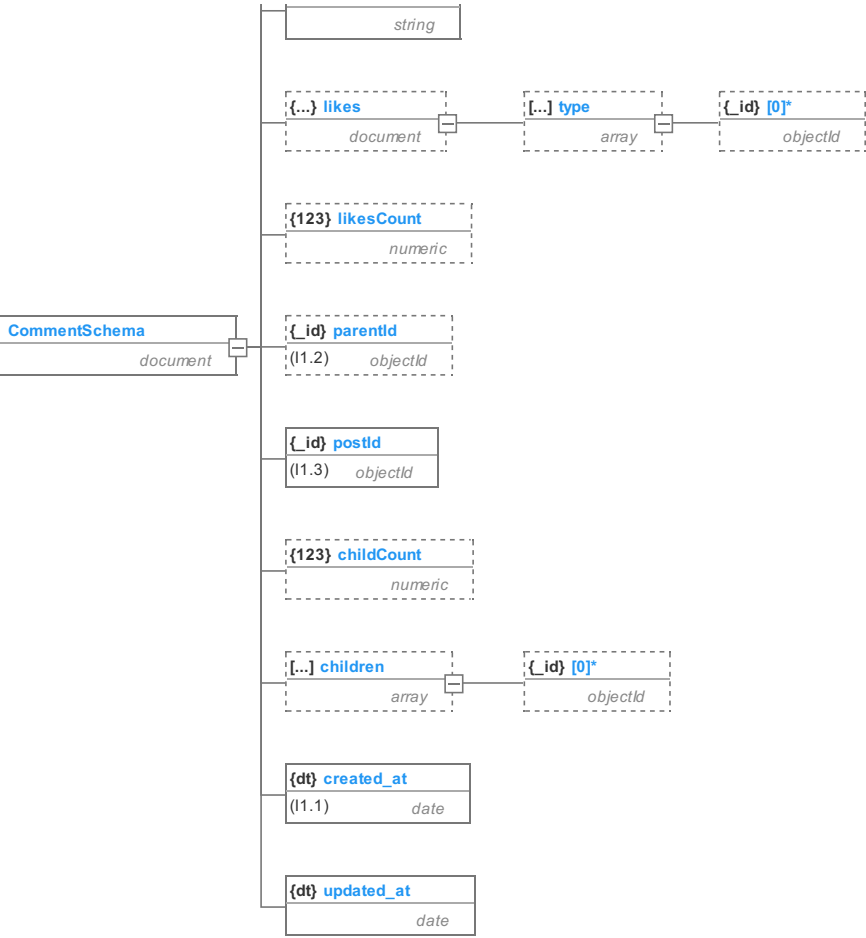 string
{...} likes
document
[...] type
array
{_id} [0]*
objectId
{123} likesCount
numeric
CommentSchema
document
{_id} parentId
(I1.2) objectId
{_id} postId
(I1.3) objectId
{123} childCount
numeric
[...] children
array
{_id} [0]*
objectId
{dt} created_at
(I1.1) date
{dt} updated_at
date